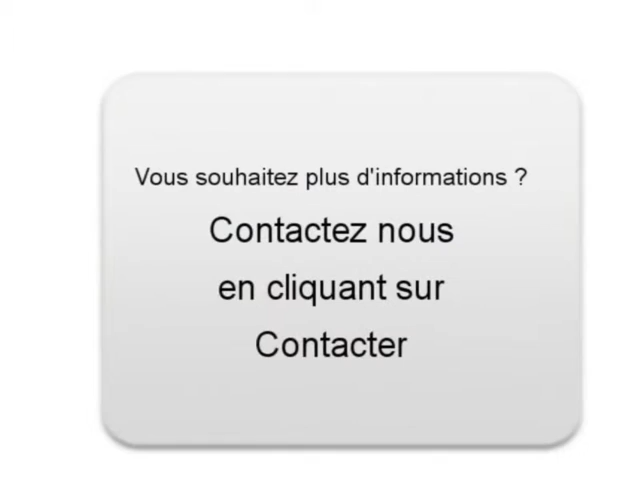 Vous souhaitez plus d'informations ?
Contactez nous
en cliquant sur
Contacter